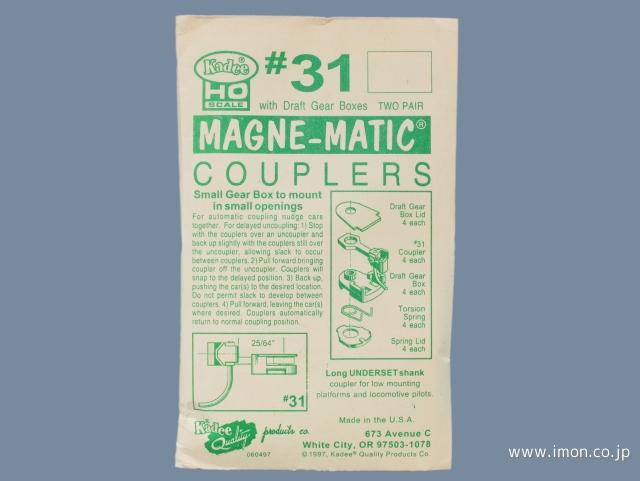 Kadee®
HO
SCALE
#31
with Draft Gear Boxes TWO PAIR
MAGNE-MATIC®
COUPLERS
Small Gear Box to mount
in small openings
For automatic coupling nudge cars
together. For delayed uncoupling: 1) Stop
with the couplers over an uncoupler and
back up slightly with the couplers still over
the uncoupler, allowing slack to occur
between couplers. 2) Pull forward bringing
coupler off the uncoupler. Couplers will
snap to the delayed position. 3) Back up,
pushing the car(s) to the desired location.
Do not permit slack to develop between
couplers. 4) Pull forward, leaving the car(s)
where desired. Couplers automatically
return to normal coupling position.
Draft Gear
Box Lid
4 each
#31
Coupler
4 each
Draft Gear
Box
4 each
Torsion
Spring
4 each
Spring Lid
4 each
25/64"
#31
Long UNDERSET shank
coupler for low mounting
platforms and locomotive pilots.
Made in the U.S.A.
Kadee®
Quality
products co.
060497
673 Avenue C
White City, OR 97503-1078
© 1997, Kadee® Quality Products Co.
www.imon.co.jp